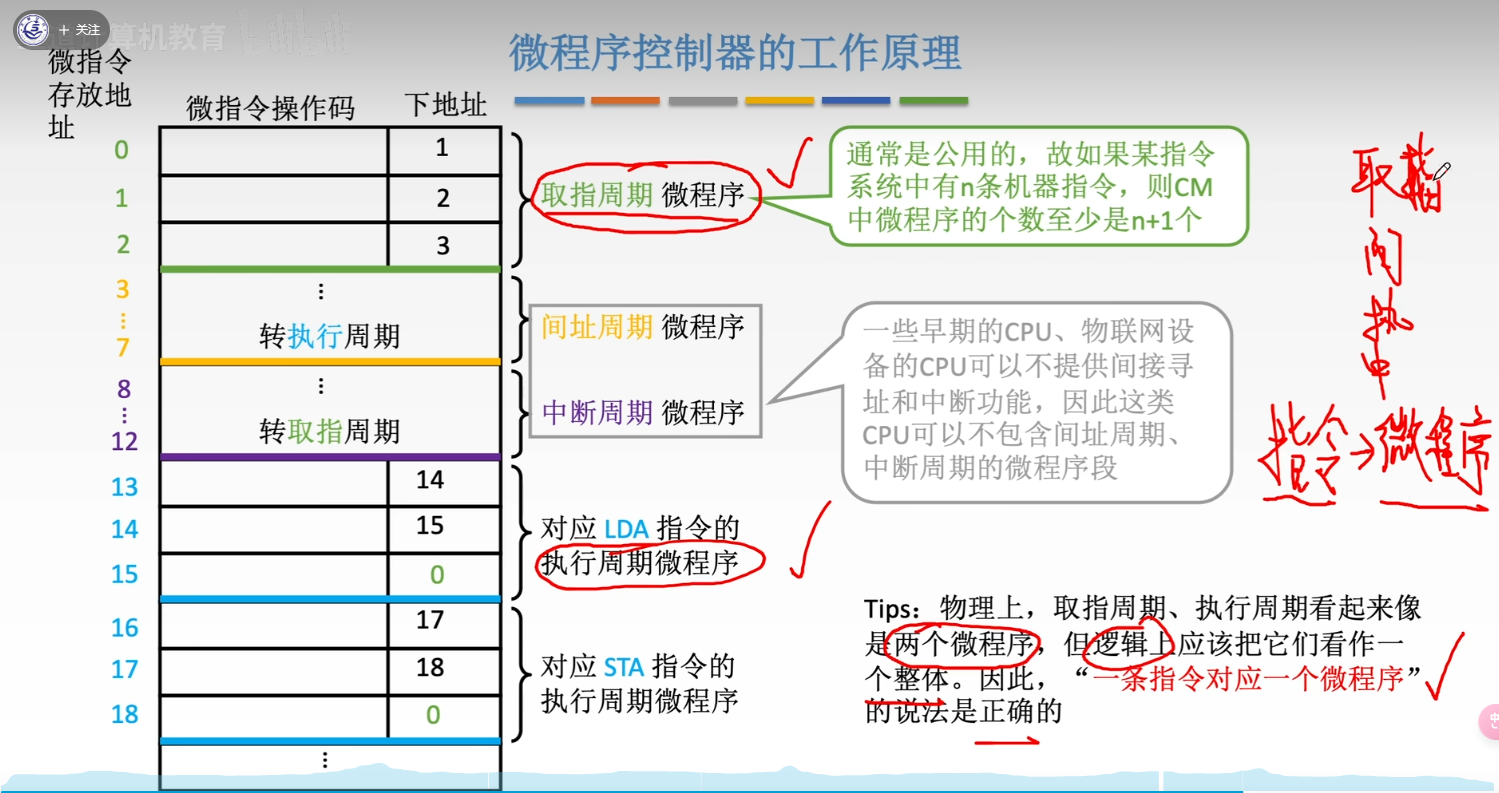 + 关注
算机教育
bilibili
微程序控制器的工作原理
微指令
存放地
址
微指令操作码 下地址
0 1
1 2
2 3
取指周期 微程序
通常是公用的，故如果某指令
系统中有n条机器指令，则CM
中微程序的个数至少是n+1个
3
⋮
7
⋮
转执行周期
间址周期 微程序
8
⋮
12
⋮
转取指周期
中断周期 微程序
一些早期的CPU、物联网设
备的CPU可以不提供间接寻
址和中断功能，因此这类
CPU可以不包含间址周期、
中断周期的微程序段
13 14
14 15
15 0
对应 LDA 指令的
执行周期微程序
16 17
17 18
18 0
对应 STA 指令的
执行周期微程序
⋮
Tips：物理上，取指周期、执行周期看起来像
是两个微程序，但逻辑上应该把它们看作一
个整体。因此，“一条指令对应一个微程序”
的说法是正确的
取指
间
执
中
指令→微程序
中